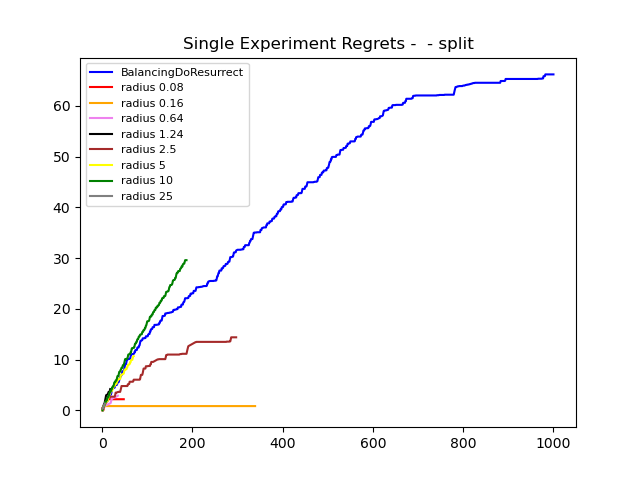 Single Experiment Regrets -  - split
BalancingDoResurrect
radius 0.08
radius 0.16
radius 0.64
radius 1.24
radius 2.5
radius 5
radius 10
radius 25
60
50
40
30
20
10
0
0 200 400 600 800 1000